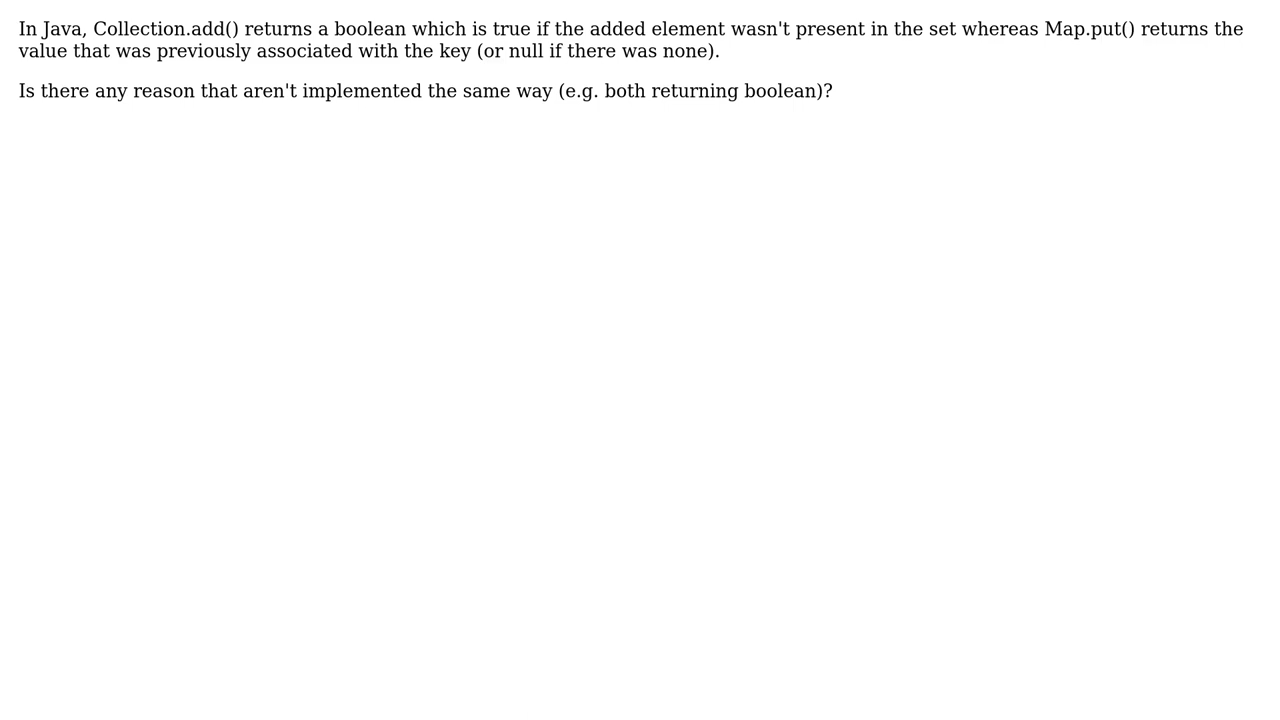 In Java, Collection.add() returns a boolean which is true if the added element wasn't present in the set whereas Map.put() returns the
value that was previously associated with the key (or null if there was none).
Is there any reason that aren't implemented the same way (e.g. both returning boolean)?